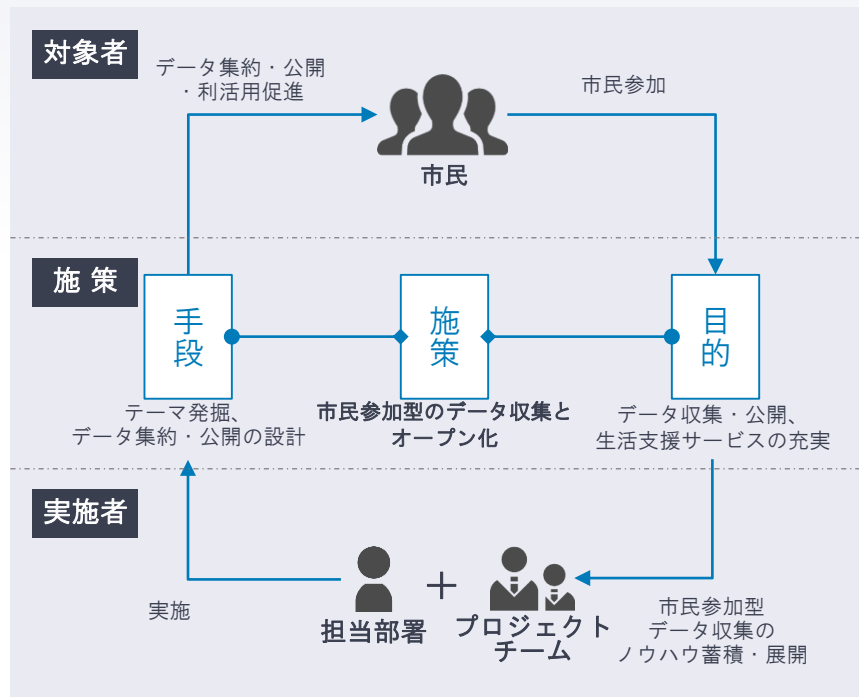 対象者
データ集約・公開
・利活用促進
市民参加
市民
施 策
手段
施策
目的
テーマ発掘、
データ集約・公開の設計
市民参加型のデータ収集と
オープン化
データ収集・公開、
生活支援サービスの充実
実施者
実施
担当部署
+
プロジェクト
チーム
市民参加型
データ収集の
ノウハウ蓄積・展開